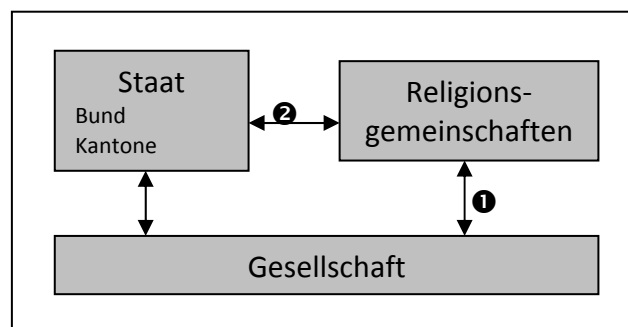 Staat
Bund
Kantone
❷
Religions-
gemeinschaften
❶
Gesellschaft